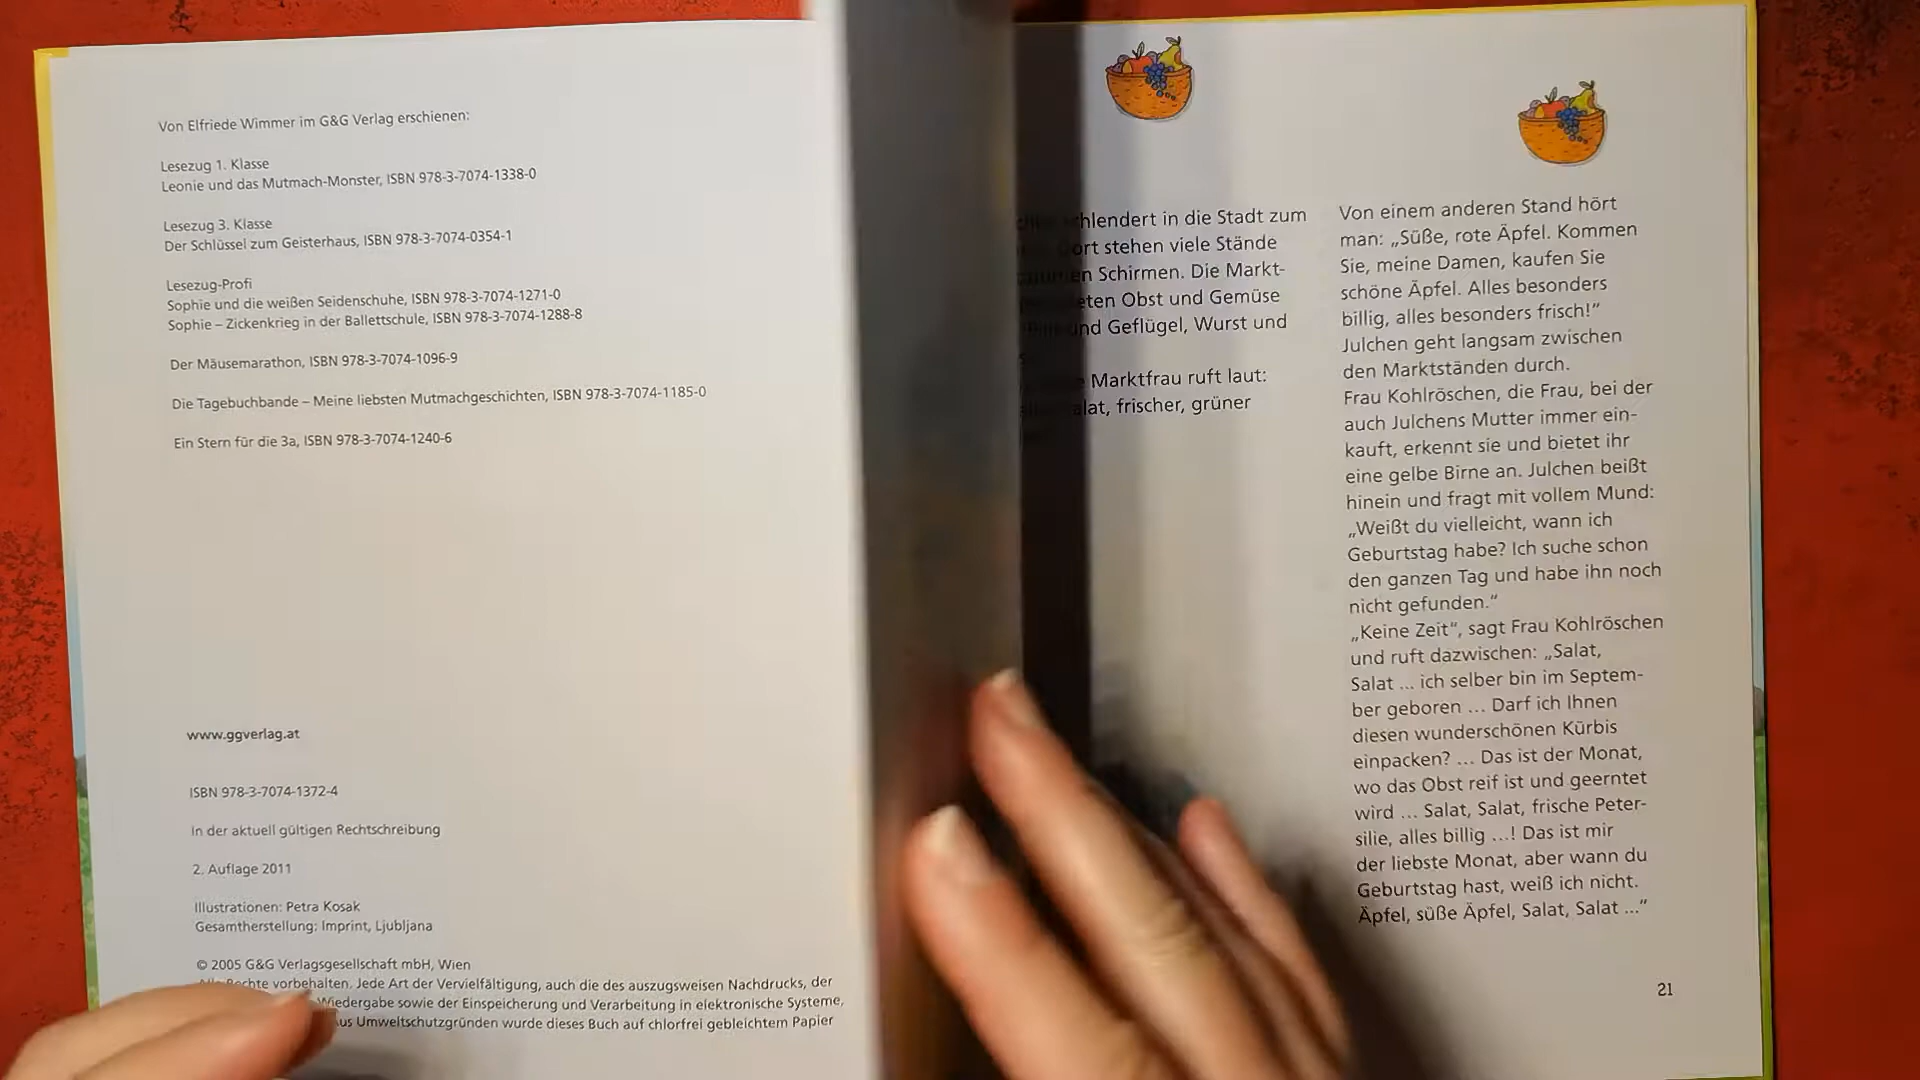 Von Elfriede Wimmer im G&G Verlag erschienen:
Lesezug 1. Klasse
Leonie und das Mutmach-Monster, ISBN 978-3-7074-1338-0
Lesezug 3. Klasse
Der Schlüssel zum Geisterhaus, ISBN 978-3-7074-0354-1
Lesezug-Profi
Sophie und die weißen Seidenschuhe, ISBN 978-3-7074-1271-0
Sophie – Zickenkrieg in der Ballettschule, ISBN 978-3-7074-1288-8
Der Mäusemarathon, ISBN 978-3-7074-1096-9
Die Tagebuchbande – Meine liebsten Mutmachgeschichten, ISBN 978-3-7074-1185-0
Ein Stern für die 3a, ISBN 978-3-7074-1240-6
www.ggverlag.at
ISBN 978-3-7074-1372-4
In der aktuell gültigen Rechtschreibung
2. Auflage 2011
Illustrationen: Petra Kosak
Gesamtherstellung: Imprint, Ljubljana
© 2005 G&G Verlagsgesellschaft mbH, Wien
Alle Rechte vorbehalten. Jede Art der Vervielfältigung, auch die des auszugsweisen Nachdrucks, der
Wiedergabe sowie der Einspeicherung und Verarbeitung in elektronische Systeme,
Aus Umweltschutzgründen wurde dieses Buch auf chlorfrei gebleichtem Papier
in die Stadt zum
stehen viele Stände
Schirmen. Die Markt-
Obst und Gemüse
und Geflügel, Wurst und
Marktfrau ruft laut:
frischer, grüner
Von einem anderen Stand hört
man: „Süße, rote Äpfel. Kommen
Sie, meine Damen, kaufen Sie
schöne Äpfel. Alles besonders
billig, alles besonders frisch!“
Julchen geht langsam zwischen
den Marktständen durch.
Frau Kohlröschen, die Frau, bei der
auch Julchens Mutter immer ein-
kauft, erkennt sie und bietet ihr
eine gelbe Birne an. Julchen beißt
hinein und fragt mit vollem Mund:
„Weißt du vielleicht, wann ich
Geburtstag habe? Ich suche schon
den ganzen Tag und habe ihn noch
nicht gefunden.“
„Keine Zeit“, sagt Frau Kohlröschen
und ruft dazwischen: „Salat,
Salat ... ich selber bin im Septem-
ber geboren ... Darf ich Ihnen
diesen wunderschönen Kürbis
einpacken? ... Das ist der Monat,
wo das Obst reif ist und geerntet
wird ... Salat, Salat, frische Peter-
silie, alles billig ...! Das ist mir
der liebste Monat, aber wann du
Geburtstag hast, weiß ich nicht.
Äpfel, süße Äpfel, Salat, Salat ...“
21